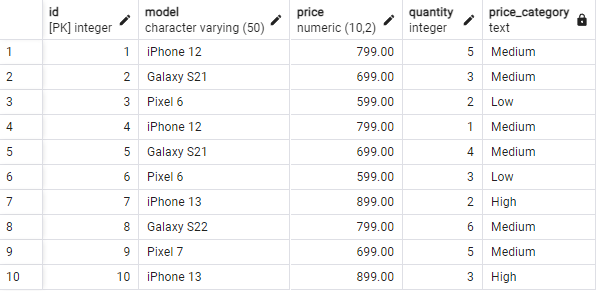 id model price quantity price_category
[PK] integer character varying (50) numeric (10,2) integer text
1 1 iPhone 12 799.00 5 Medium
2 2 Galaxy S21 699.00 3 Medium
3 3 Pixel 6 599.00 2 Low
4 4 iPhone 12 799.00 1 Medium
5 5 Galaxy S21 699.00 4 Medium
6 6 Pixel 6 599.00 3 Low
7 7 iPhone 13 899.00 2 High
8 8 Galaxy S22 799.00 6 Medium
9 9 Pixel 7 699.00 5 Medium
10 10 iPhone 13 899.00 3 High